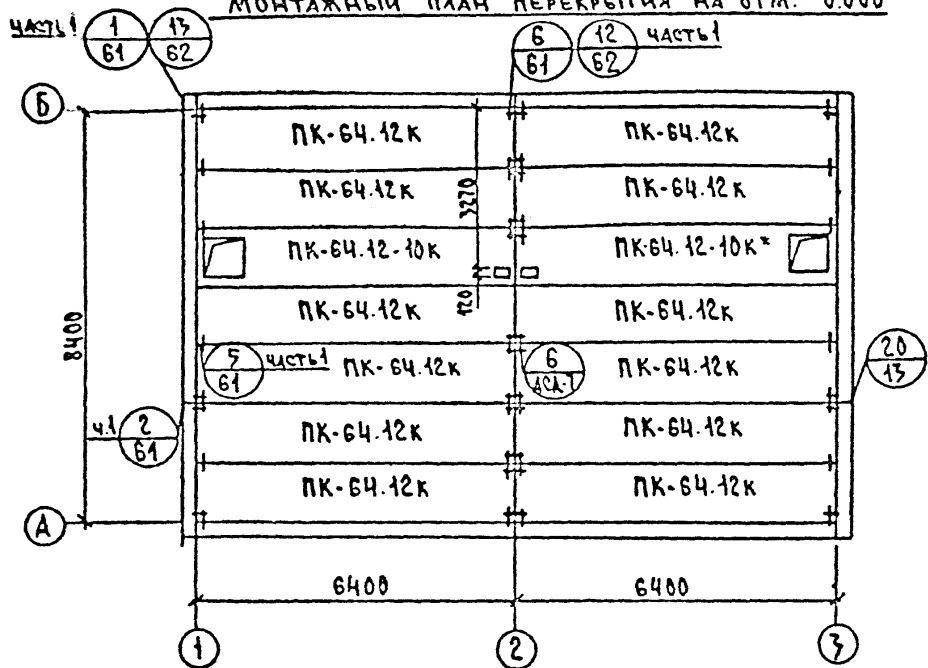 МОНТАЖНЫЙ ПЛАН ПЕРЕКРЫТИЯ НА ОТМ. 0.000
ЧАСТЬ 1
1
61
13
62
6
61
12
62
ЧАСТЬ 1
Б
ПК-64.12к
ПК-64.12к
ПК-64.12к
ПК-64.12к
3270
ПК-64.12-10к
ПК-64.12-10к*
120
ПК-64.12к
ПК-64.12к
8400
5
61
ЧАСТЬ 1
ПК-64.12к
6
АСА-7
ПК-64.12к
20
13
ч.1
2
61
ПК-64.12к
ПК-64.12к
ПК-64.12к
ПК-64.12к
А
6400
6400
1
2
3